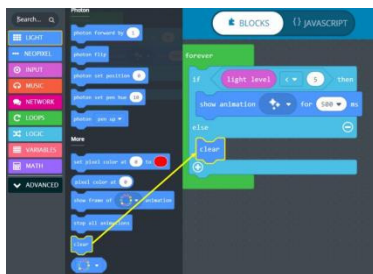 Search...
LIGHT
NEOPIXEL
INPUT
MUSIC
NETWORK
LOOPS
LOGIC
VARIABLES
MATH
ADVANCED
Photon
photon forward by 1
photon flip
photon set position 0
photon set pen hue 10
photon pen up
More
set pixel color at 0 to
pixel color at 0
show frame of animation
stop all animations
clear
BLOCKS
{} JAVASCRIPT
forever
if light level < 5 then
show animation for 500 ms
else
clear